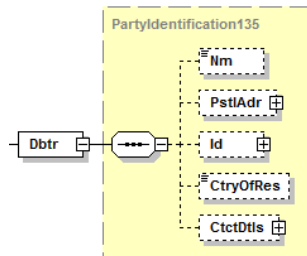 PartyIdentification135
Nm
PstlAdr
Dbtr
Id
CtryOfRes
CtctDtls